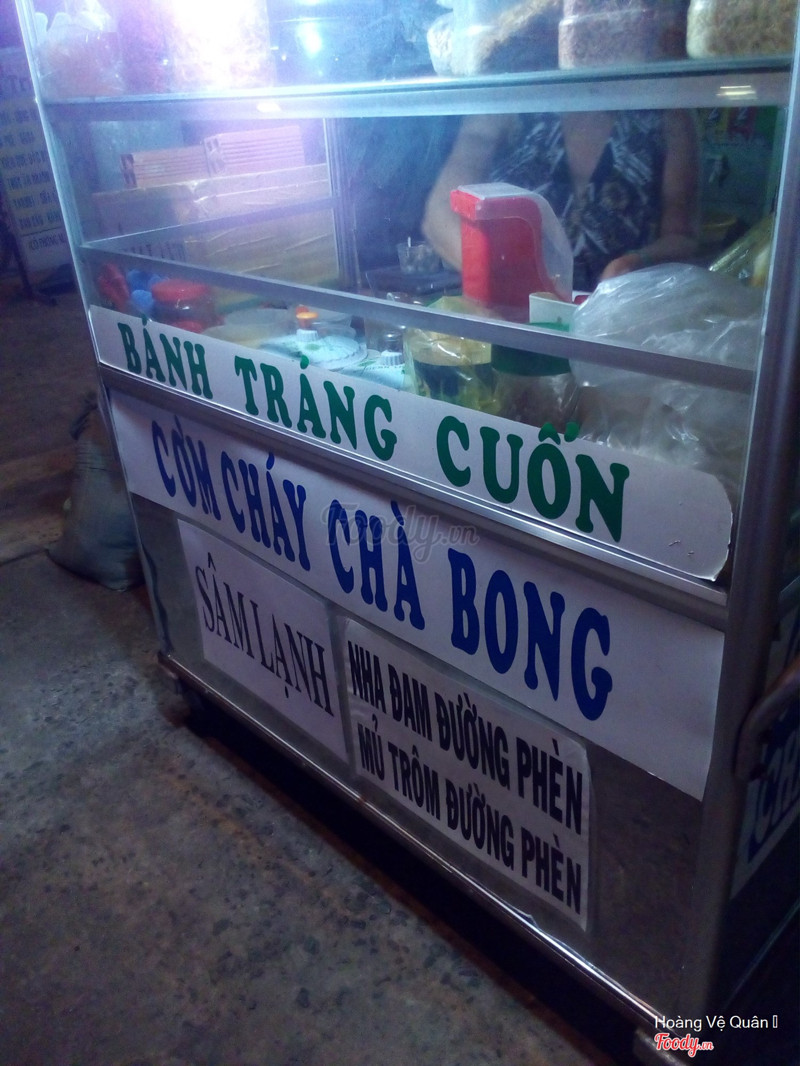 BÁNH TRÁNG CUỐN
CƠM CHÁY CHÀ BONG
Foody.vn
SÂM LẠNH
NHA ĐAM ĐƯỜNG PHÈN
MỦ TRÔM ĐƯỜNG PHÈN
Hoàng Vệ Quân
Foody.vn